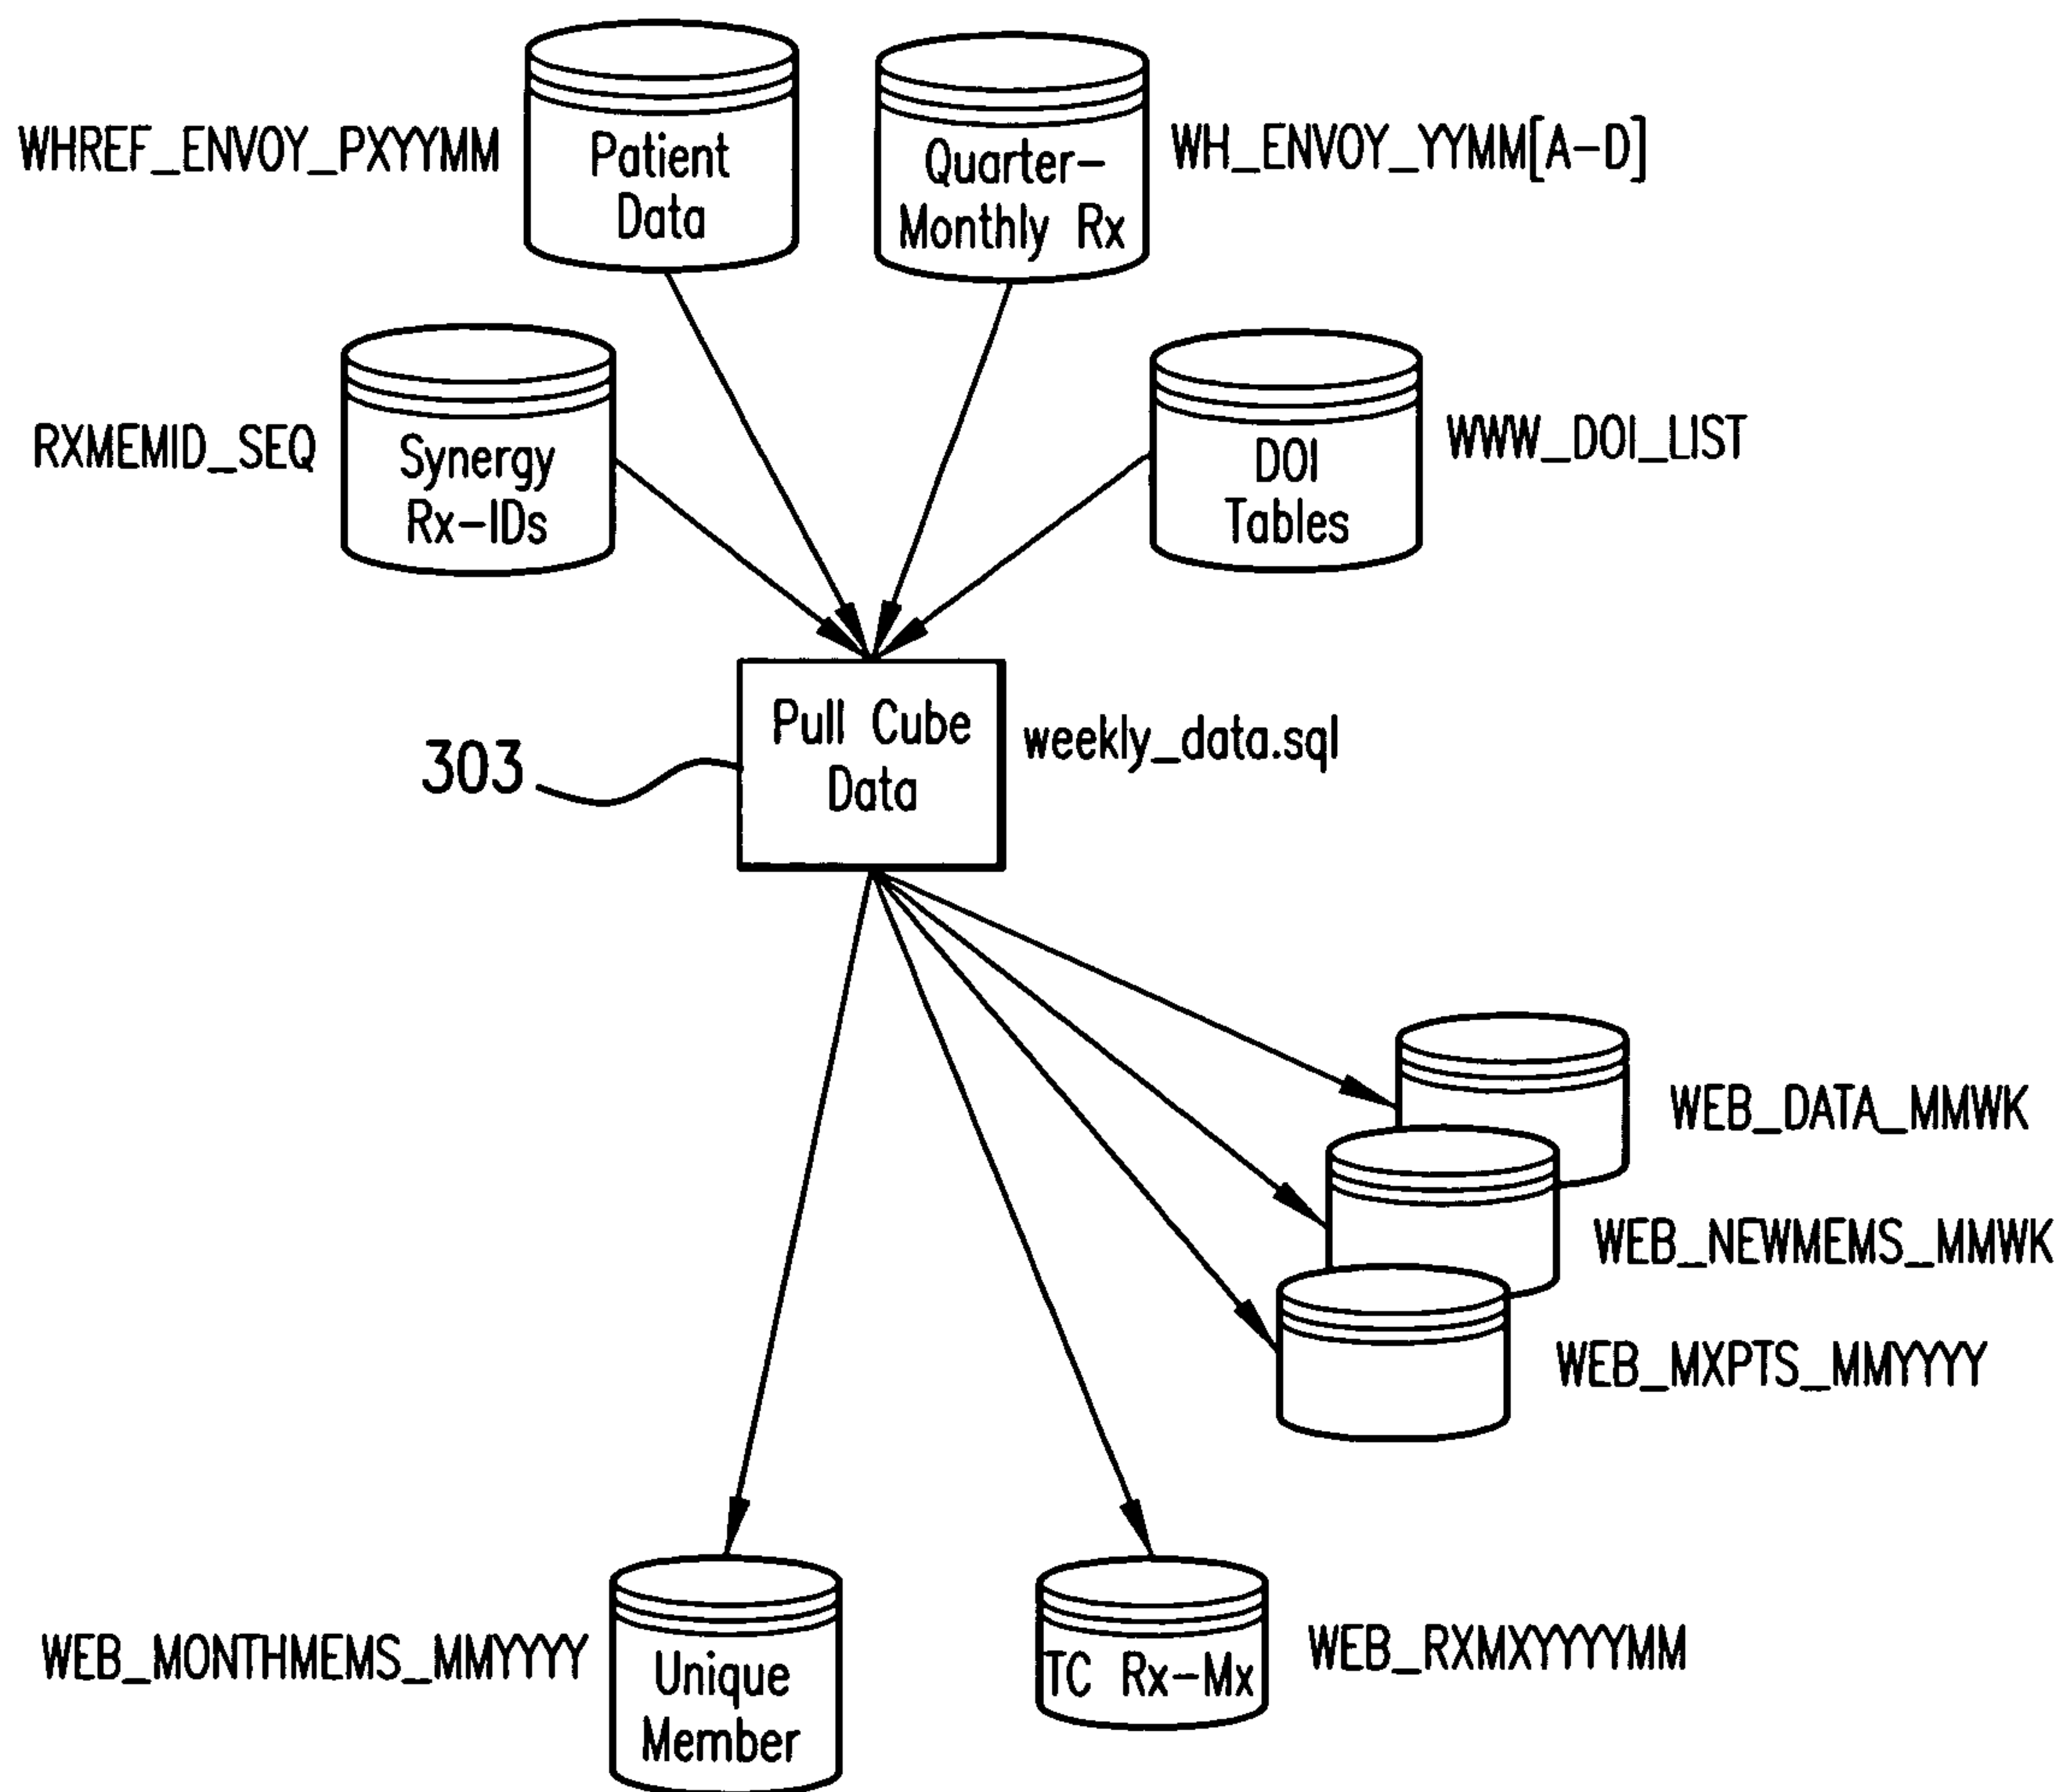 WHREF_ENVOY_PXYYMM
Patient
Data
Quarter-
Monthly Rx
WH_ENVOY_YYMM[A-D]
RXMEMID_SEQ
Synergy
Rx-IDs
DOI
Tables
WWW_DOI_LIST
Pull Cube
Data
weekly_data.sql
303
WEB_DATA_MMWK
WEB_NEWMEMS_MMWK
WEB_MXPTS_MMYYYY
WEB_MONTHMEMS_MMYYYY
Unique
Member
TC Rx-Mx
WEB_RXMXYYYYMM